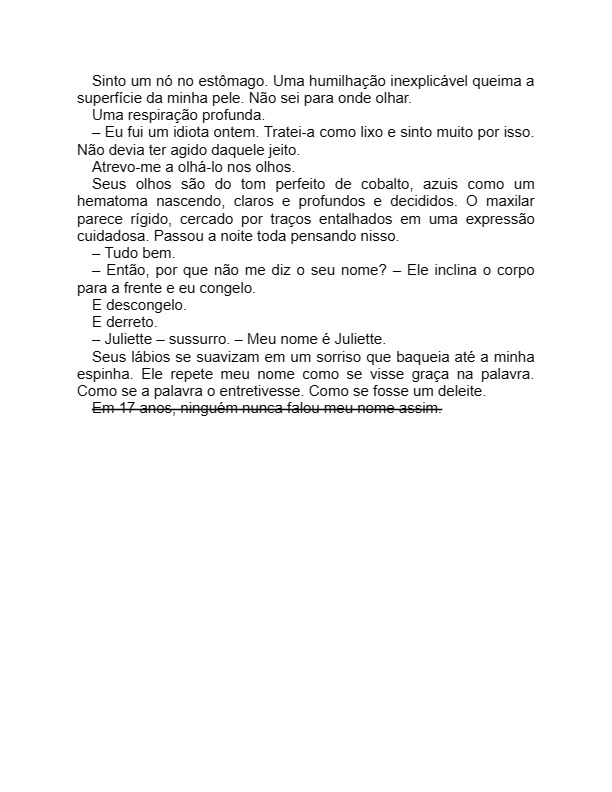 Sinto um nó no estômago. Uma humilhação inexplicável queima a
superfície da minha pele. Não sei para onde olhar.
Uma respiração profunda.
– Eu fui um idiota ontem. Tratei-a como lixo e sinto muito por isso.
Não devia ter agido daquele jeito.
Atrevo-me a olhá-lo nos olhos.
Seus olhos são do tom perfeito de cobalto, azuis como um
hematoma nascendo, claros e profundos e decididos. O maxilar
parece rígido, cercado por traços entalhados em uma expressão
cuidadosa. Passou a noite toda pensando nisso.
– Tudo bem.
– Então, por que não me diz o seu nome? – Ele inclina o corpo
para a frente e eu congelo.
E descongelo.
E derreto.
– Juliette – sussurro. – Meu nome é Juliette.
Seus lábios se suavizam em um sorriso que baqueia até a minha
espinha. Ele repete meu nome como se visse graça na palavra.
Como se a palavra o entretivesse. Como se fosse um deleite.
Em 17 anos, ninguém nunca falou meu nome assim.